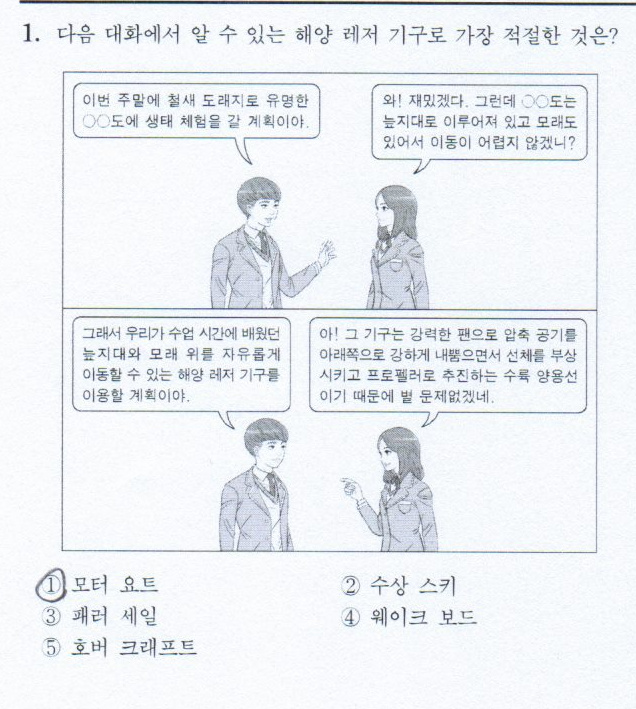 1. 다음 대화에서 알 수 있는 해양 레저 기구로 가장 적절한 것은?
이번 주말에 철새 도래지로 유명한
○○도에 생태 체험을 갈 계획이야.
와! 재밌겠다. 그런데 ○○도는
늪지대로 이루어져 있고 모래도
있어서 이동이 어렵지 않겠니?
그래서 우리가 수업 시간에 배웠던
늪지대와 모래 위를 자유롭게
이동할 수 있는 해양 레저 기구를
이용할 계획이야.
아! 그 기구는 강력한 팬으로 압축 공기를
아래쪽으로 강하게 내뿜으면서 선체를 부상
시키고 프로펠러로 추진하는 수륙 양용선
이기 때문에 별 문제없겠네.
① 모터 요트
② 수상 스키
③ 패러 세일
④ 웨이크 보드
⑤ 호버 크래프트